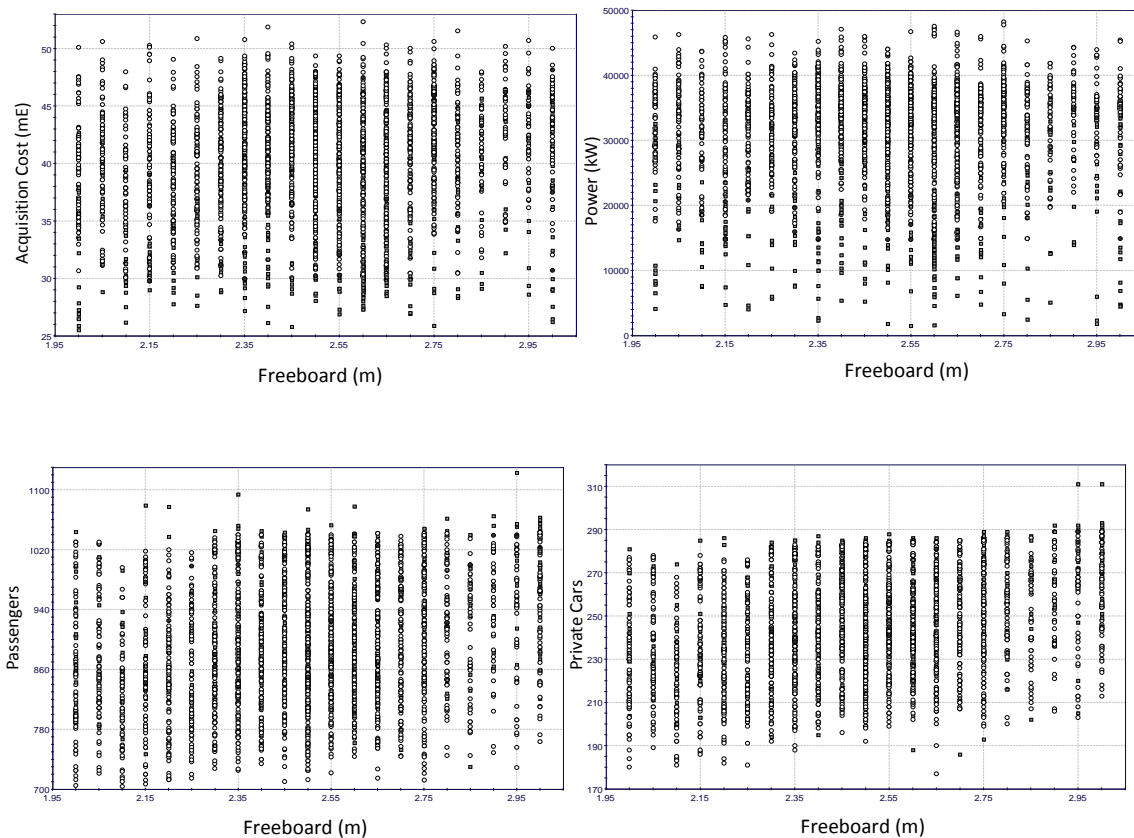 Acquisition Cost (mE)
50
45
40
35
30
25
1.95 2.15 2.35 2.55 2.75 2.95
Freeboard (m)
Power (kW)
50000
40000
30000
20000
10000
0
1.95 2.15 2.35 2.55 2.75 2.95
Freeboard (m)
Passengers
1100
1020
940
860
780
700
1.95 2.15 2.35 2.55 2.75 2.95
Freeboard (m)
Private Cars
310
290
270
250
230
210
190
170
1.95 2.15 2.35 2.55 2.75 2.95
Freeboard (m)